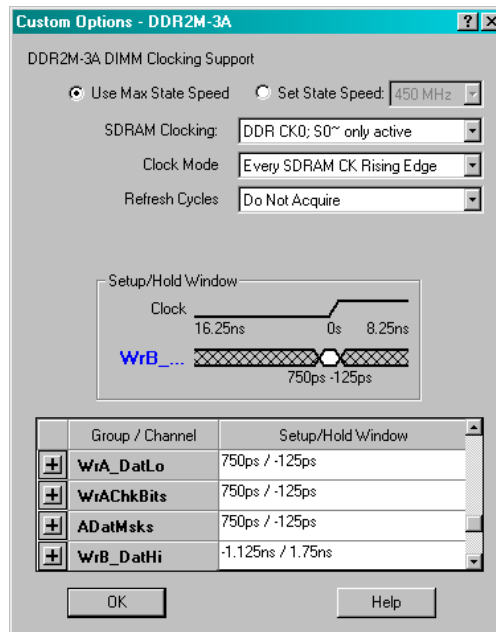 Custom Options - DDR2M-3A
DDR2M-3A DIMM Clocking Support
Use Max State Speed Set State Speed: 450 MHz
SDRAM Clocking: DDR CK0; S0~ only active
Clock Mode Every SDRAM CK Rising Edge
Refresh Cycles Do Not Acquire
Setup/Hold Window
Clock
16.25ns 0s 8.25ns
WrB_...
750ps -125ps
Group / Channel Setup/Hold Window
WrA_DatLo 750ps / -125ps
WrAChkBits 750ps / -125ps
ADatMsks 750ps / -125ps
WrB_DatHi -1.125ns / 1.75ns
OK Help